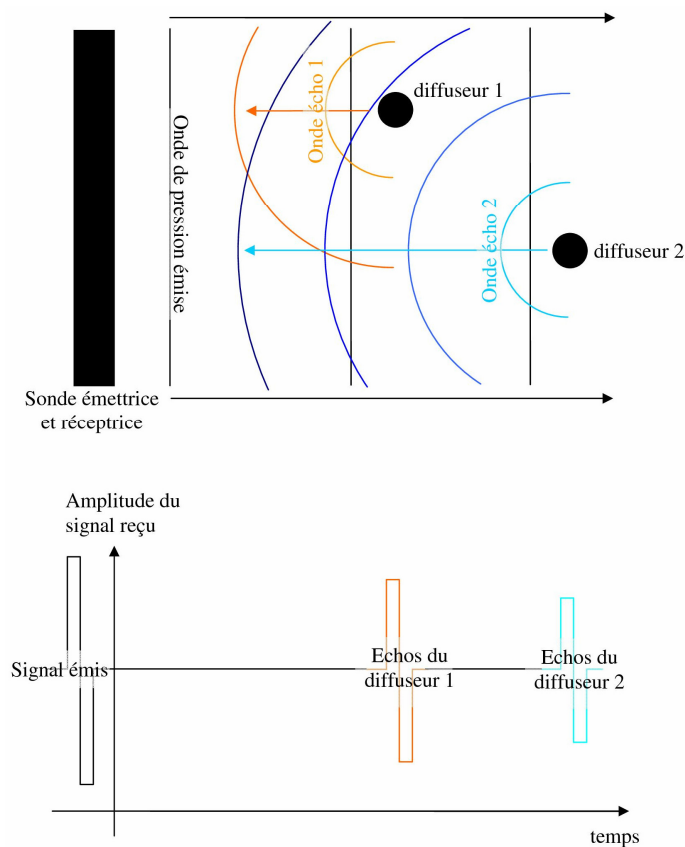 diffuseur 1
Onde écho 1
Onde de pression émise
Onde écho 2
diffuseur 2
Sonde émettrice
et réceptrice
Amplitude du
signal reçu
Signal émis
Echos du
diffuseur 1
Echos du
diffuseur 2
temps